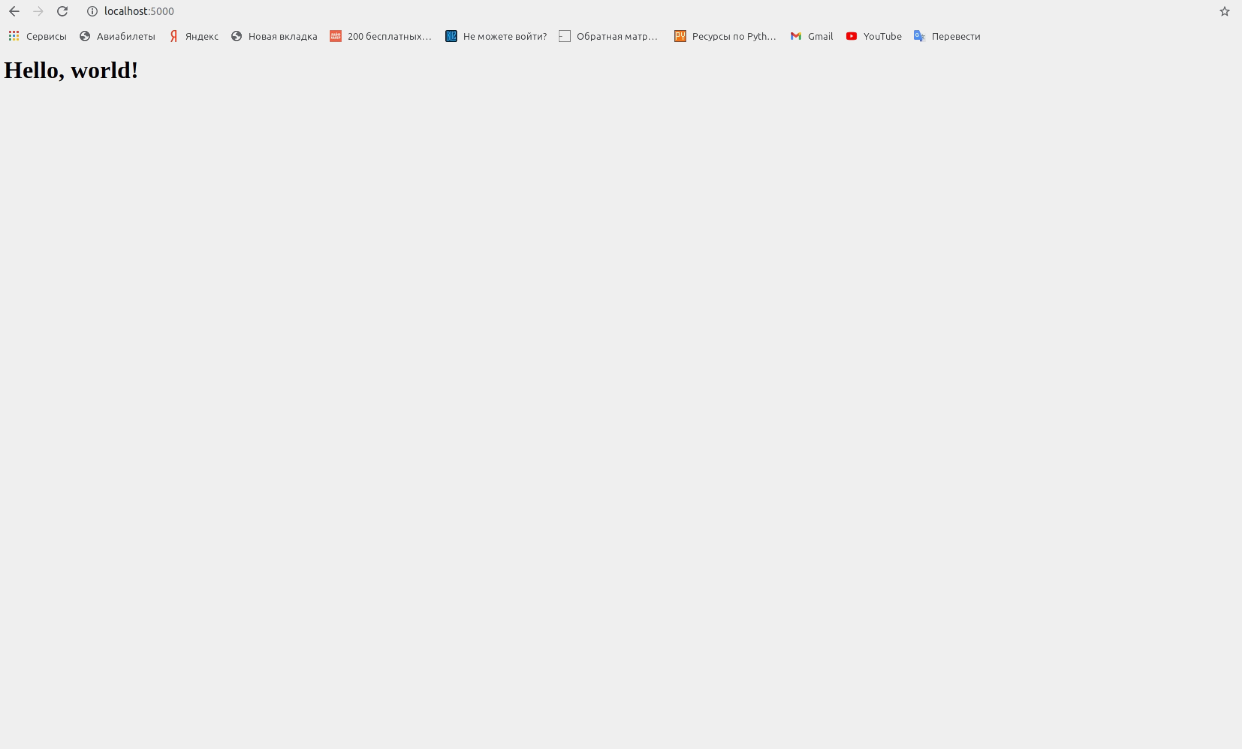 localhost:5000
Сервисы Авиабилеты Яндекс Новая вкладка 200 бесплатных… Не можете войти? Обратная матр… Ресурсы по Pyth… Gmail YouTube Перевести
Hello, world!